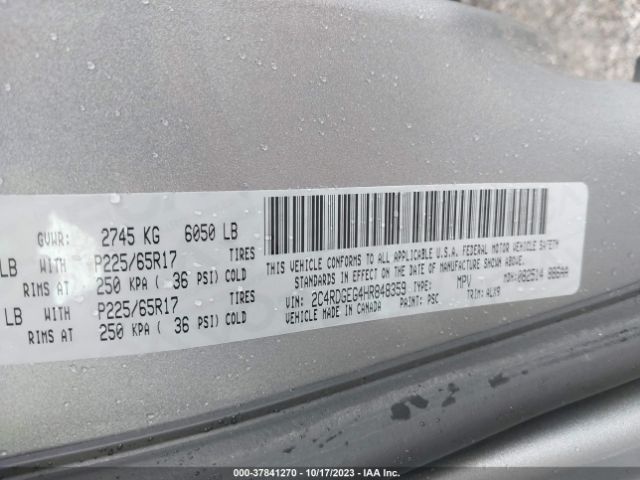 GVWR: 2745 KG 6050 LB
LB WITH P225/65R17 TIRES
RIMS AT 250 KPA ( 36 PSI) COLD
LB WITH P225/65R17 TIRES
RIMS AT 250 KPA ( 36 PSI) COLD
THIS VEHICLE CONFORMS TO ALL APPLICABLE U.S.A. FEDERAL MOTOR VEHICLE SAFETY
STANDARDS IN EFFECT ON THE DATE OF MANUFACTURE SHOWN ABOVE.
VIN: 2C4RDGEG4HR848359 TYPE: MPV MDH:
VEHICLE MADE IN CANADA PAINT: PSC TRIM:
000-37841270 | 10/17/2023 | IAA Inc.